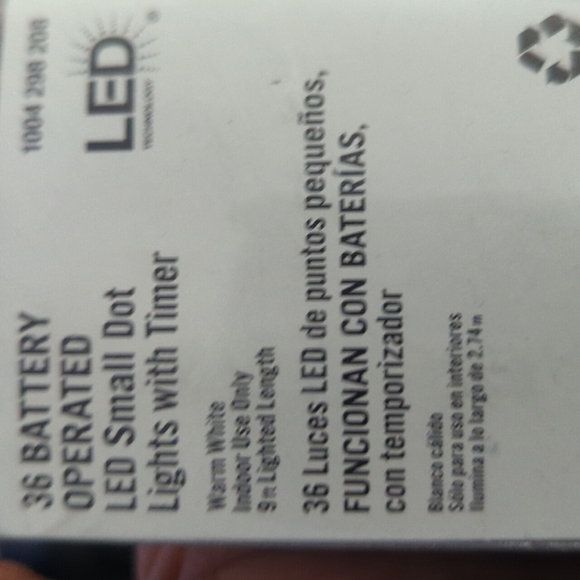 1004 298 208
LED
TECHNOLOGY
36 BATTERY
OPERATED
LED Small Dot
Lights with Timer
Warm White
Indoor Use Only
9 ft Lighted Length
36 Luces LED de puntos pequeños,
FUNCIONAN CON BATERÍAS,
con temporizador
Blanco cálido
Sólo para uso en interiores
Ilumina a lo largo de 2.74 m